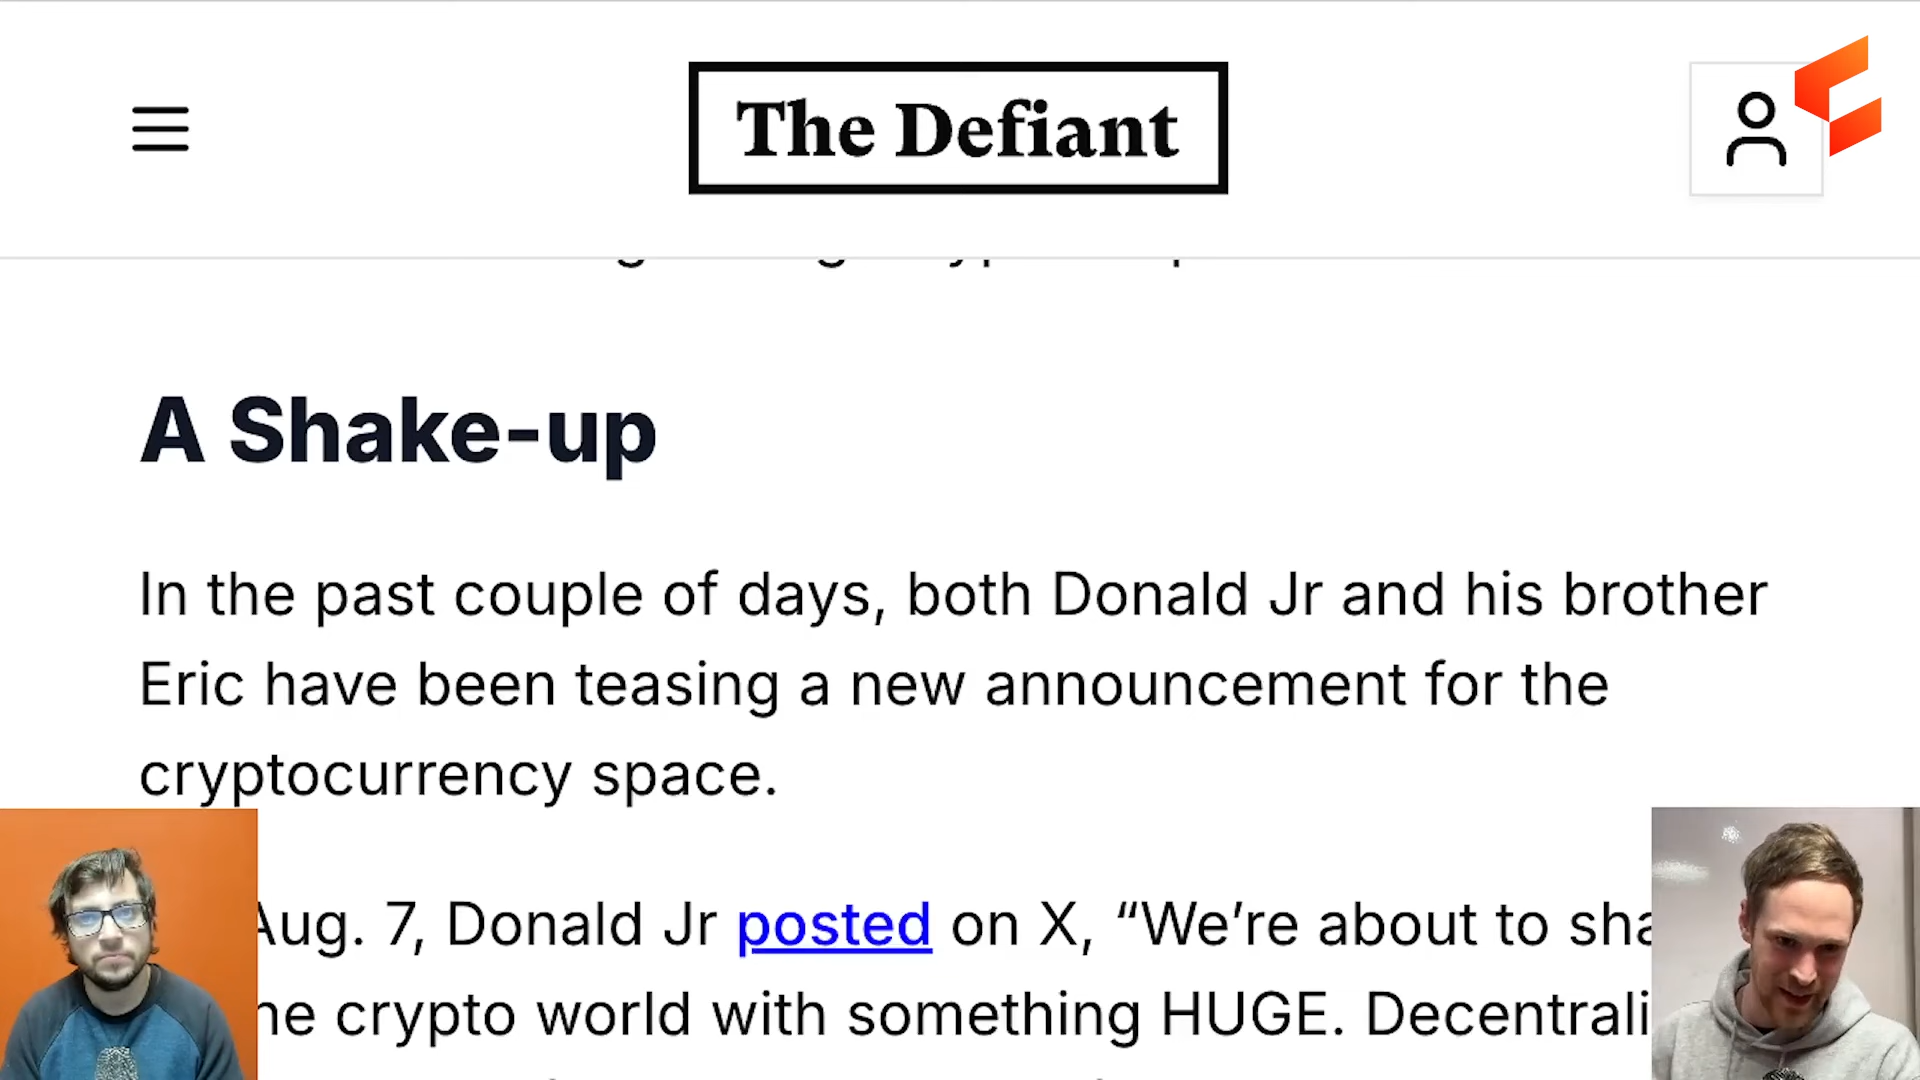 The Defiant
A Shake-up
In the past couple of days, both Donald Jr and his brother
Eric have been teasing a new announcement for the
cryptocurrency space.
Aug. 7, Donald Jr posted on X, “We’re about to
crypto world with something HUGE.